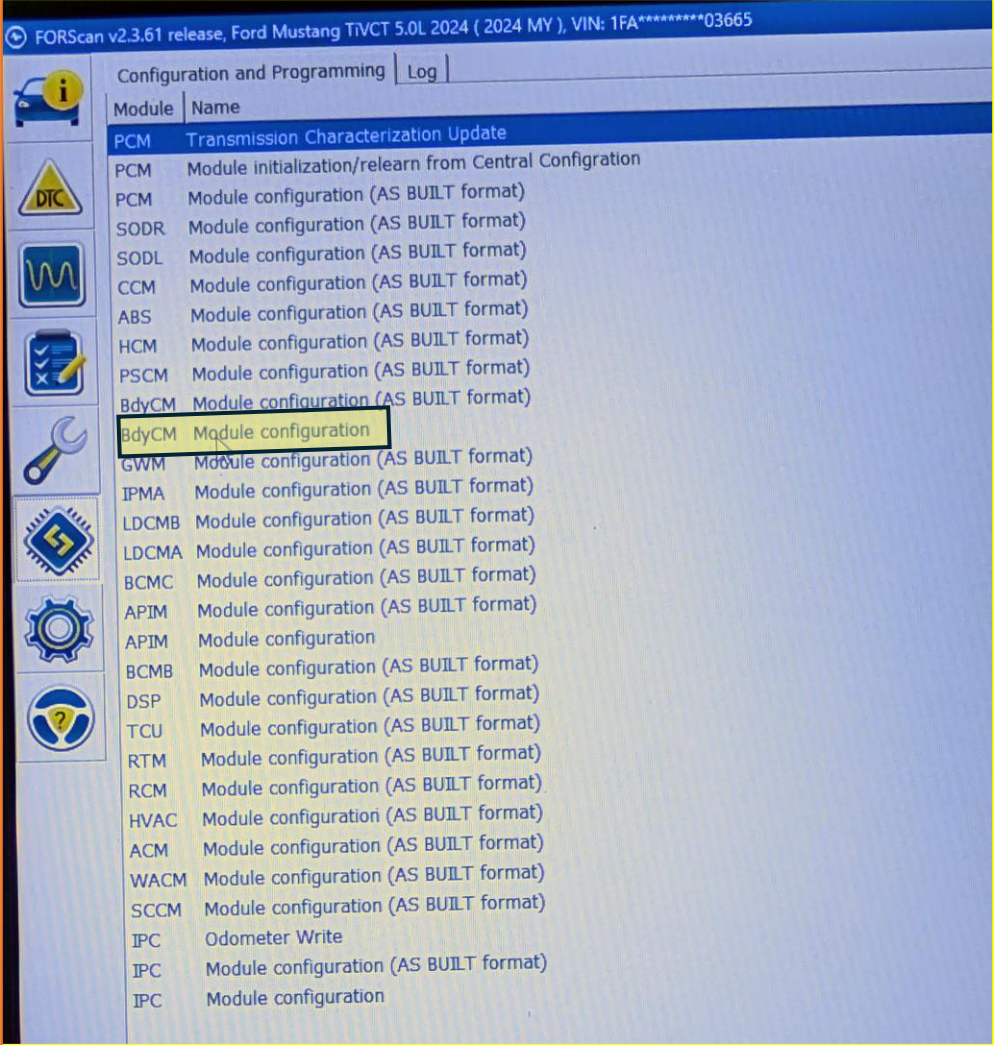 FORScan v2.3.61 release, Ford Mustang TiVCT 5.0L 2024 ( 2024 MY ), VIN: 1FA*********03665
Configuration and Programming Log
Module Name
PCM Transmission Characterization Update
PCM Module initialization/relearn from Central Configration
PCM Module configuration (AS BUILT format)
SODR Module configuration (AS BUILT format)
SODL Module configuration (AS BUILT format)
CCM Module configuration (AS BUILT format)
ABS Module configuration (AS BUILT format)
HCM Module configuration (AS BUILT format)
PSCM Module configuration (AS BUILT format)
BdyCM Module configuration (AS BUILT format)
BdyCM Module configuration
GWM Module configuration (AS BUILT format)
IPMA Module configuration (AS BUILT format)
LDCMB Module configuration (AS BUILT format)
LDCMA Module configuration (AS BUILT format)
BCMC Module configuration (AS BUILT format)
APIM Module configuration (AS BUILT format)
APIM Module configuration
BCMB Module configuration (AS BUILT format)
DSP Module configuration (AS BUILT format)
TCU Module configuration (AS BUILT format)
RTM Module configuration (AS BUILT format)
RCM Module configuration (AS BUILT format)
HVAC Module configuration (AS BUILT format)
ACM Module configuration (AS BUILT format)
WACM Module configuration (AS BUILT format)
SCCM Module configuration (AS BUILT format)
IPC Odometer Write
IPC Module configuration (AS BUILT format)
IPC Module configuration
i
DTC
?